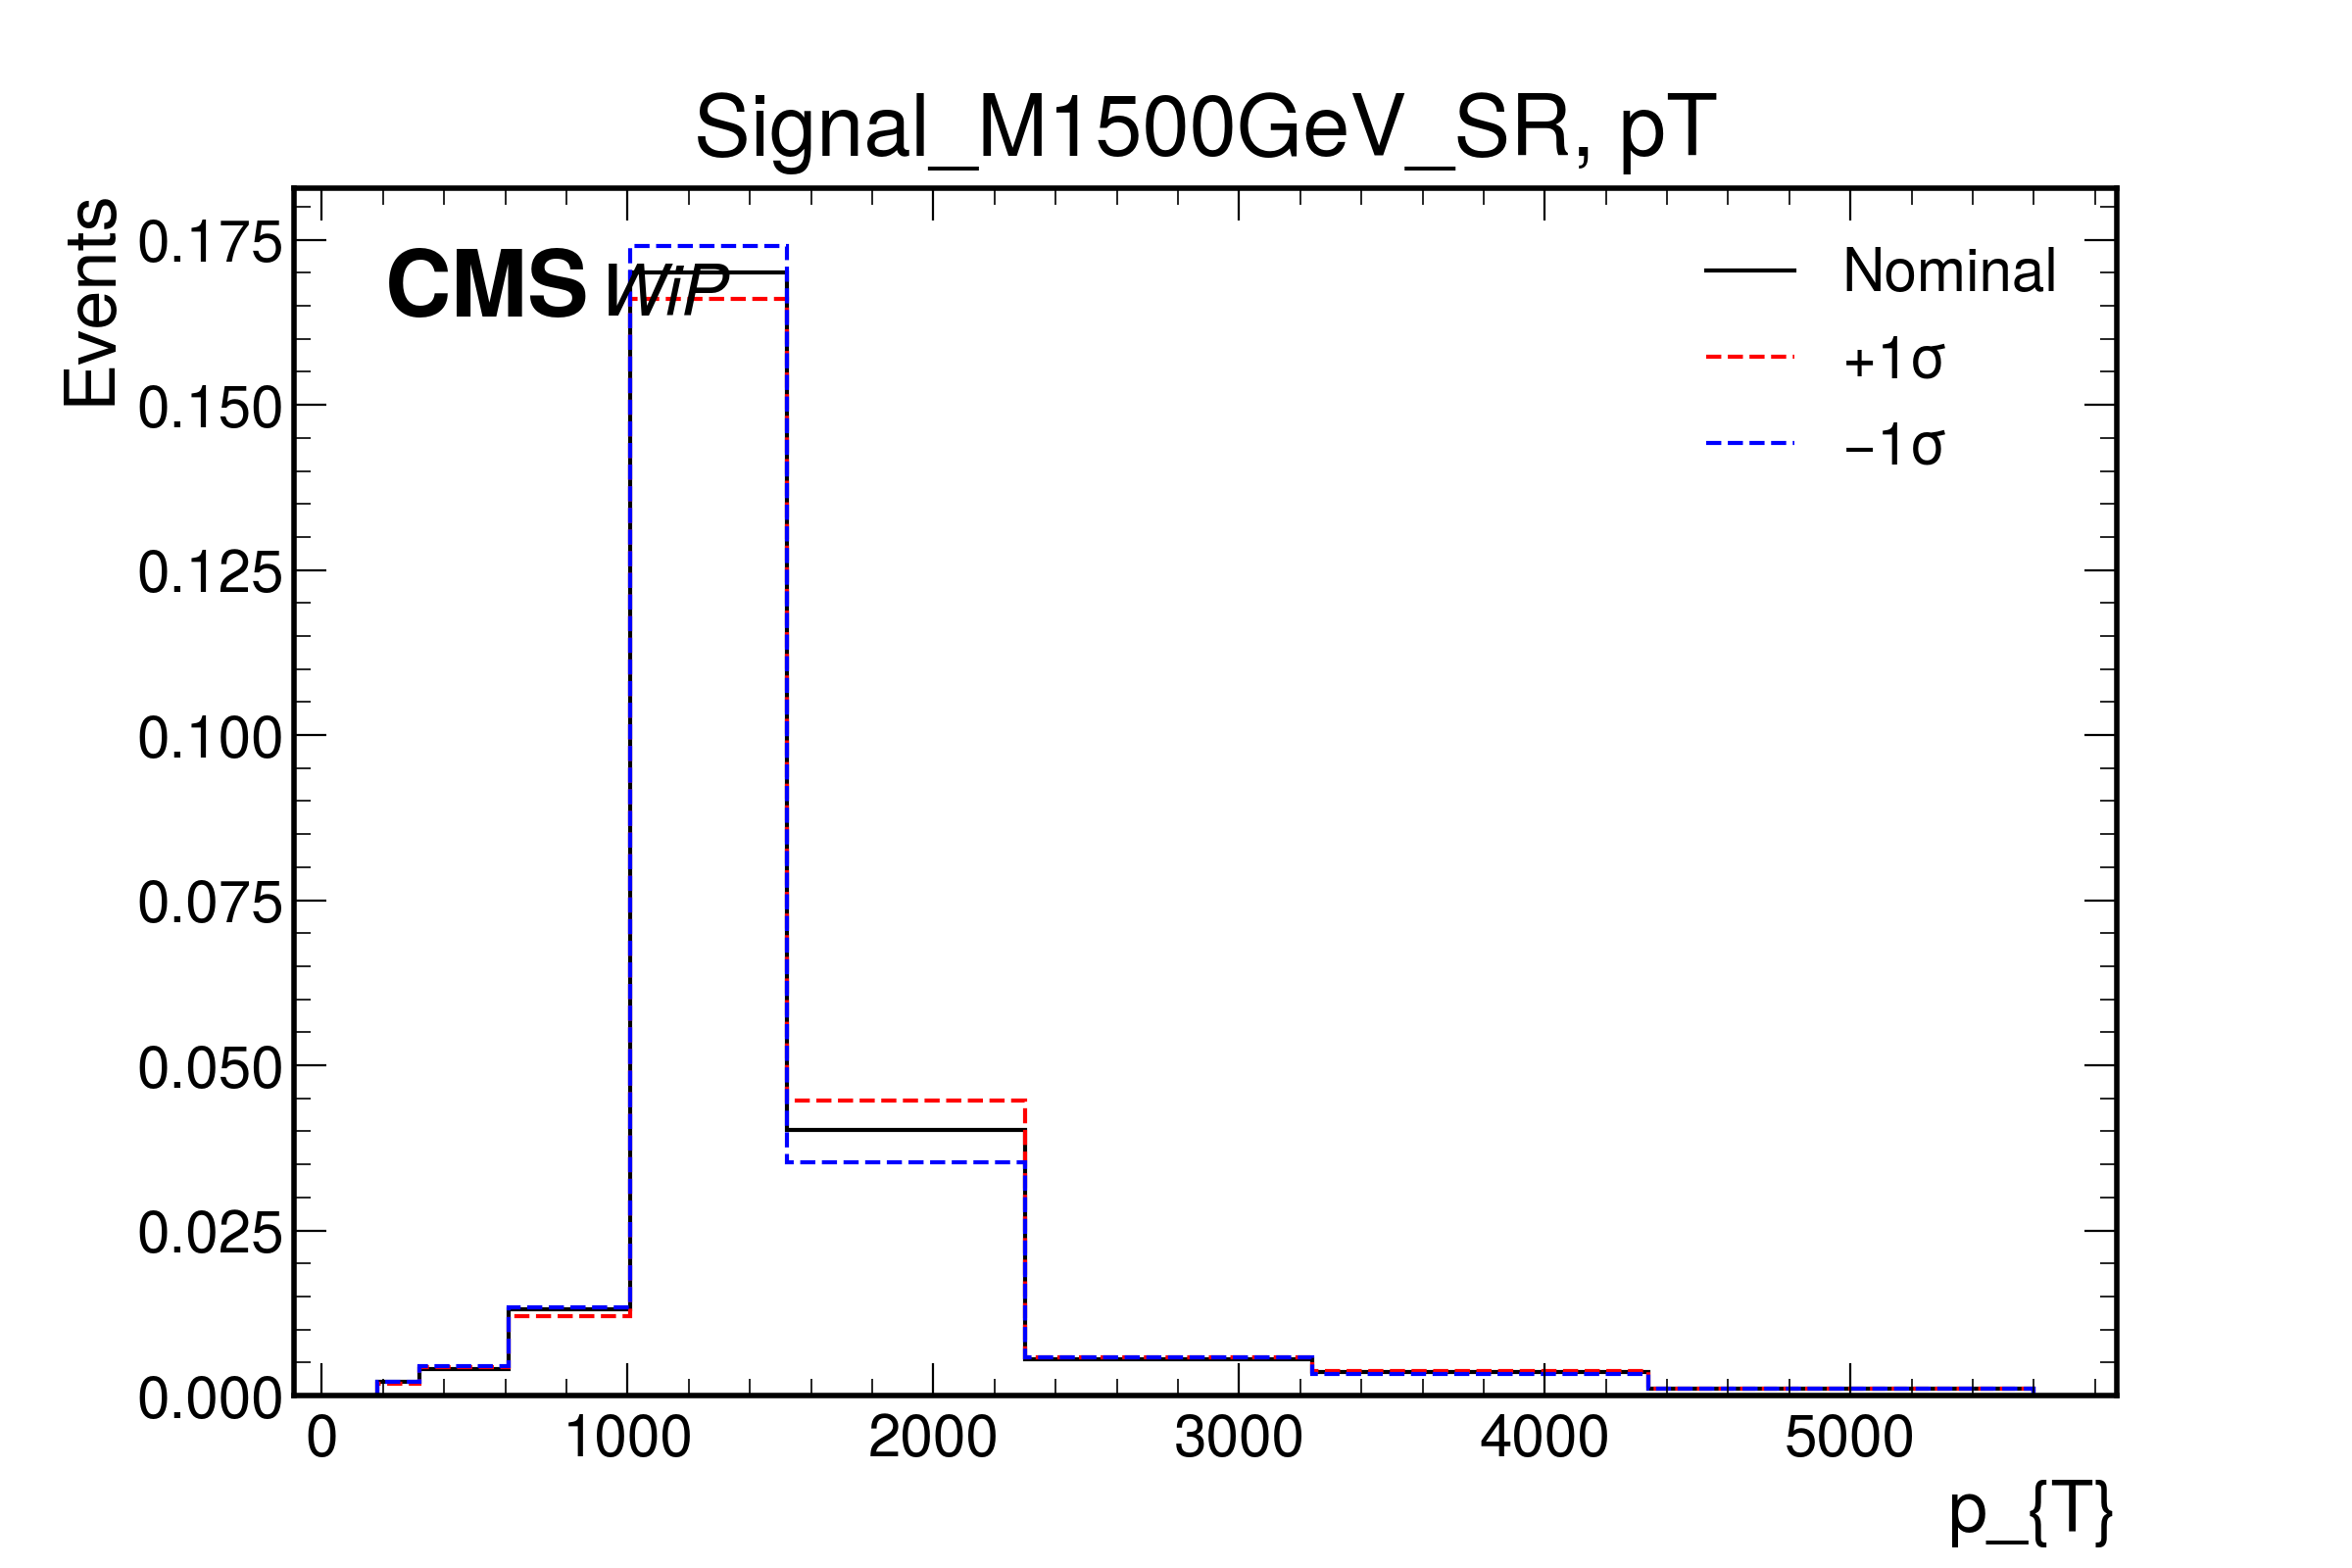 Signal_M1500GeV_SR, pT
Events
CMS WiP
Nominal
+1σ
−1σ
0.175
0.150
0.125
0.100
0.075
0.050
0.025
0.000
0 1000 2000 3000 4000 5000
p_{T}